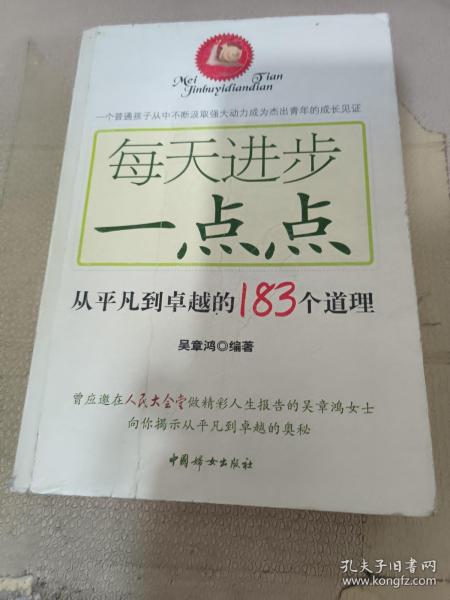 Mei Tian
Jinbuyidiandian
一个普通孩子从中不断汲取强大动力成为杰出青年的成长见证
每天进步
一点点
从平凡到卓越的183个道理
吴章鸿◎编著
曾应邀在人民大会堂做精彩人生报告的吴章鸿女士
向你揭示从平凡到卓越的奥秘
中国妇女出版社
孔夫子旧书网
www.kongfz.com